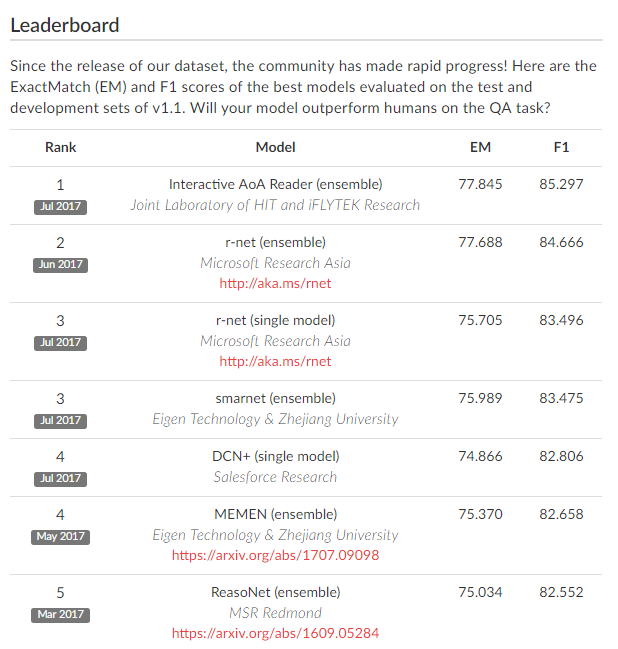 Leaderboard
Since the release of our dataset, the community has made rapid progress! Here are the
ExactMatch (EM) and F1 scores of the best models evaluated on the test and
development sets of v1.1. Will your model outperform humans on the QA task?
Rank Model EM F1
1 Interactive AoA Reader (ensemble) 77.845 85.297
Jul 2017 Joint Laboratory of HIT and iFLYTEK Research
2 r-net (ensemble) 77.688 84.666
Jun 2017 Microsoft Research Asia
http://aka.ms/rnet
3 r-net (single model) 75.705 83.496
Jul 2017 Microsoft Research Asia
http://aka.ms/rnet
3 smarnet (ensemble) 75.989 83.475
Jul 2017 Eigen Technology & Zhejiang University
4 DCN+ (single model) 74.866 82.806
Jul 2017 Salesforce Research
4 MEMEN (ensemble) 75.370 82.658
May 2017 Eigen Technology & Zhejiang University
https://arxiv.org/abs/1707.09098
5 ReasoNet (ensemble) 75.034 82.552
Mar 2017 MSR Redmond
https://arxiv.org/abs/1609.05284